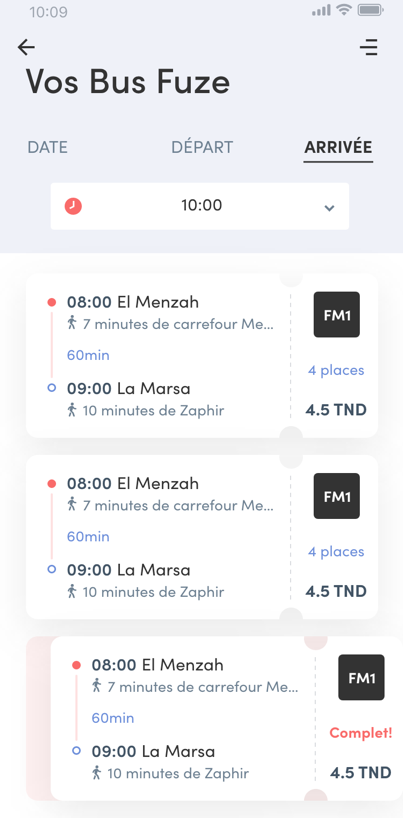 10:09
Vos Bus Fuze
DATE DÉPART ARRIVÉE
10:00
08:00 El Menzah
7 minutes de carrefour Me...
60min
09:00 La Marsa
10 minutes de Zaphir
FM1
4 places
4.5 TND
08:00 El Menzah
7 minutes de carrefour Me...
60min
09:00 La Marsa
10 minutes de Zaphir
FM1
4 places
4.5 TND
08:00 El Menzah
7 minutes de carrefour Me...
60min
09:00 La Marsa
10 minutes de Zaphir
FM1
Complet!
4.5 TND